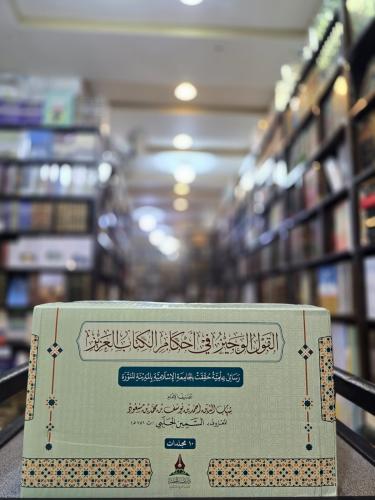 القول الوجيز في أحكام الكتاب العزيز
رسائل علمية حققت بالجامعة الإسلامية بالمدينة المنورة
تصنيف الإمام
شهاب الدين أحمد بن يوسف بن محمد بن مسعود
المعروف بـ السمين الحلبي (ت ٧٥٦هـ)
١٠ مجلدات